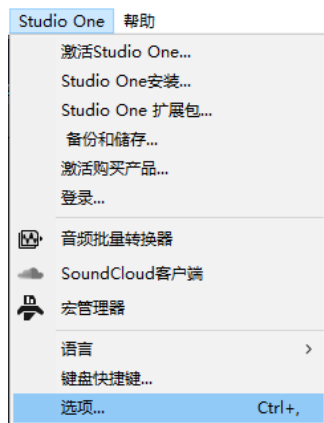 Studio One 帮助
激活Studio One...
Studio One安装...
Studio One 扩展包...
备份和储存...
激活购买产品...
登录...
音频批量转换器
SoundCloud客户端
宏管理器
语言
键盘快捷键...
选项... Ctrl+,